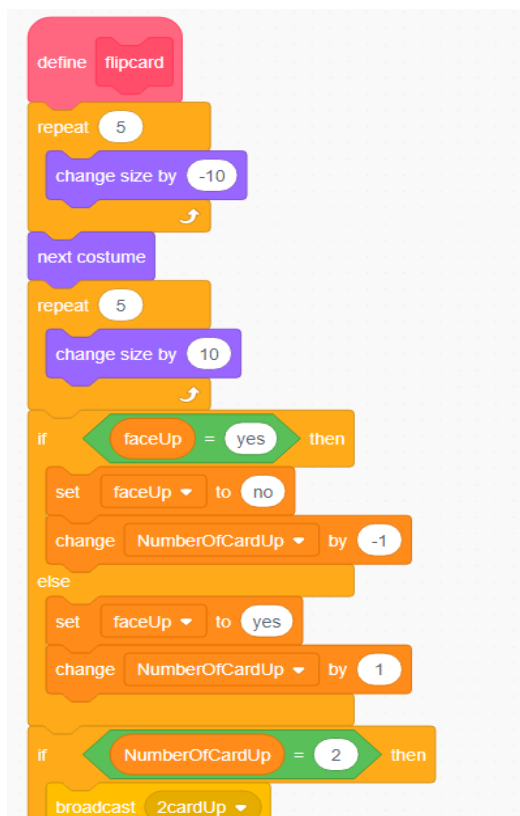 define flipcard
repeat 5
change size by -10
next costume
repeat 5
change size by 10
if faceUp = yes then
set faceUp to no
change NumberOfCardUp by -1
else
set faceUp to yes
change NumberOfCardUp by 1
if NumberOfCardUp = 2 then
broadcast 2cardUp